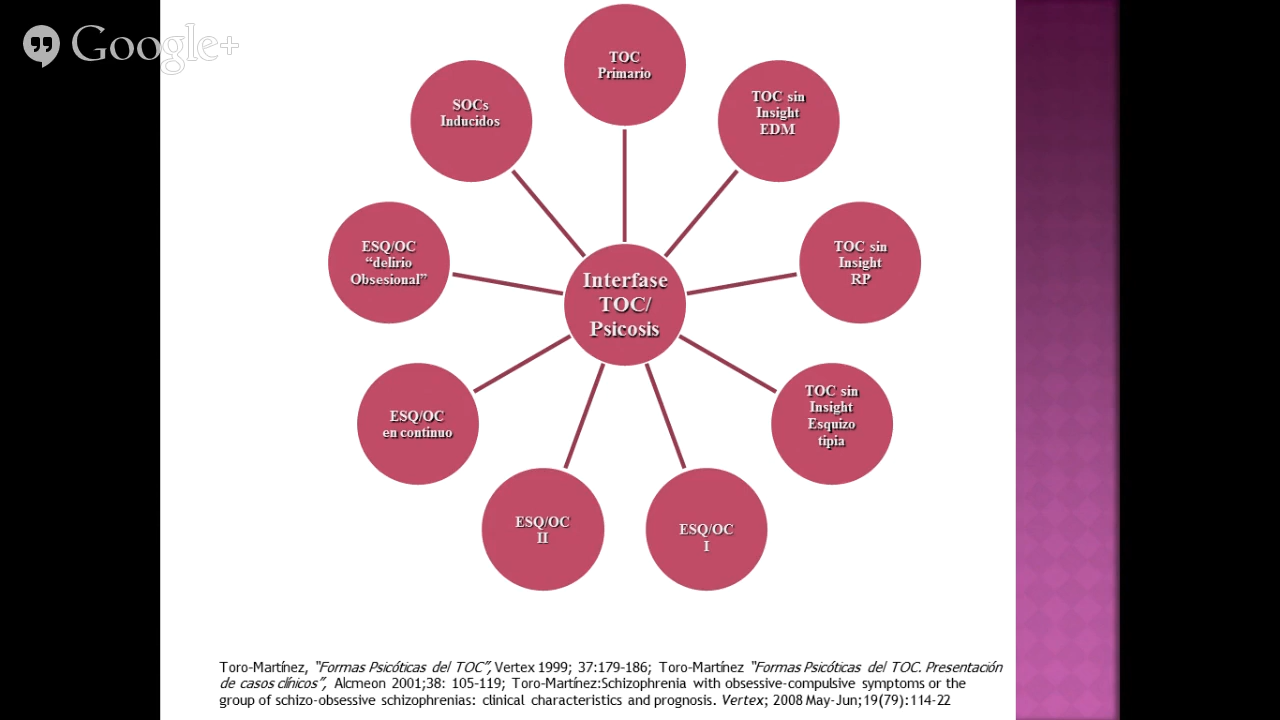 Google+
TOC
Primario
TOC sin
Insight
EDM
TOC sin
Insight
RP
TOC sin
Insight
Esquizo
tipia
ESQ/OC
I
ESQ/OC
II
ESQ/OC
en continuo
ESQ/OC
“delirio
Obsesional”
SOCs
Inducidos
Interfase
TOC/
Psicosis
Toro-Martínez, “Formas Psicóticas del TOC”, Vertex 1999; 37:179-186; Toro-Martínez “Formas Psicóticas del TOC. Presentación
de casos clínicos”, Alcmeon 2001;38: 105-119; Toro-Martínez:Schizophrenia with obsessive-compulsive symptoms or the
group of schizo-obsessive schizophrenias: clinical characteristics and prognosis. Vertex; 2008 May-Jun;19(79):114-22